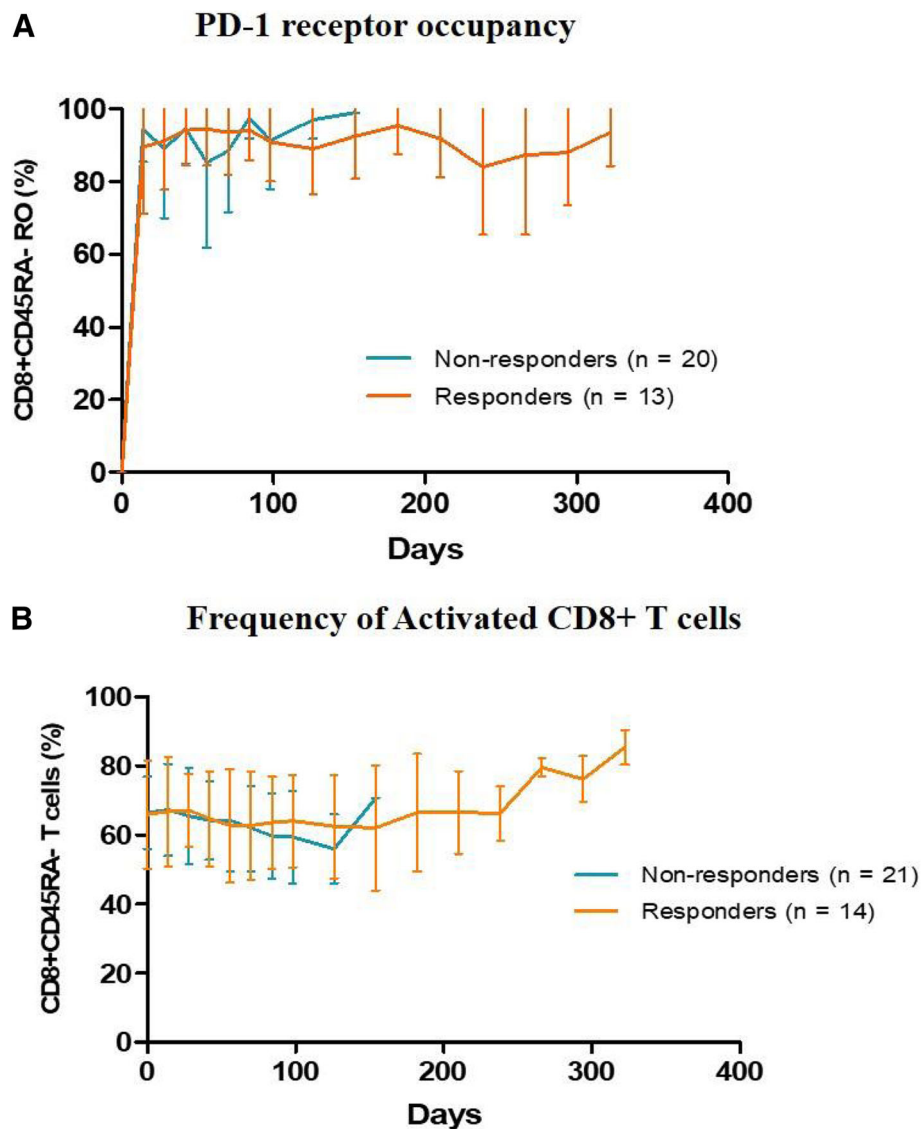 A
PD-1 receptor occupancy
CD8+CD45RA- RO (%)
100
80
60
40
20
0
Non-responders (n = 20)
Responders (n = 13)
0 100 200 300 400
Days
B
Frequency of Activated CD8+ T cells
CD8+CD45RA- T cells (%)
100
80
60
40
20
0
Non-responders (n = 21)
Responders (n = 14)
0 100 200 300 400
Days